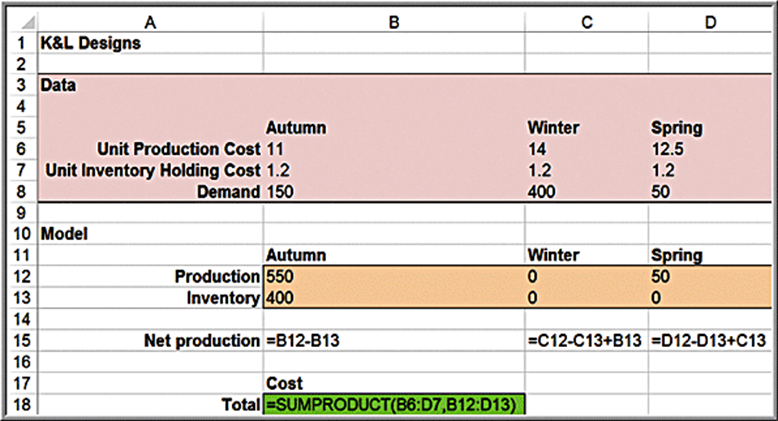 A B C D
1 K&L Designs
2
3 Data
4
5 Autumn Winter Spring
6 Unit Production Cost 11 14 12.5
7 Unit Inventory Holding Cost 1.2 1.2 1.2
8 Demand 150 400 50
9
10 Model
11 Autumn Winter Spring
12 Production 550 0 50
13 Inventory 400 0 0
14
15 Net production =B12-B13 =C12-C13+B13 =D12-D13+C13
16
17 Cost
18 Total =SUMPRODUCT(B6:D7,B12:D13)